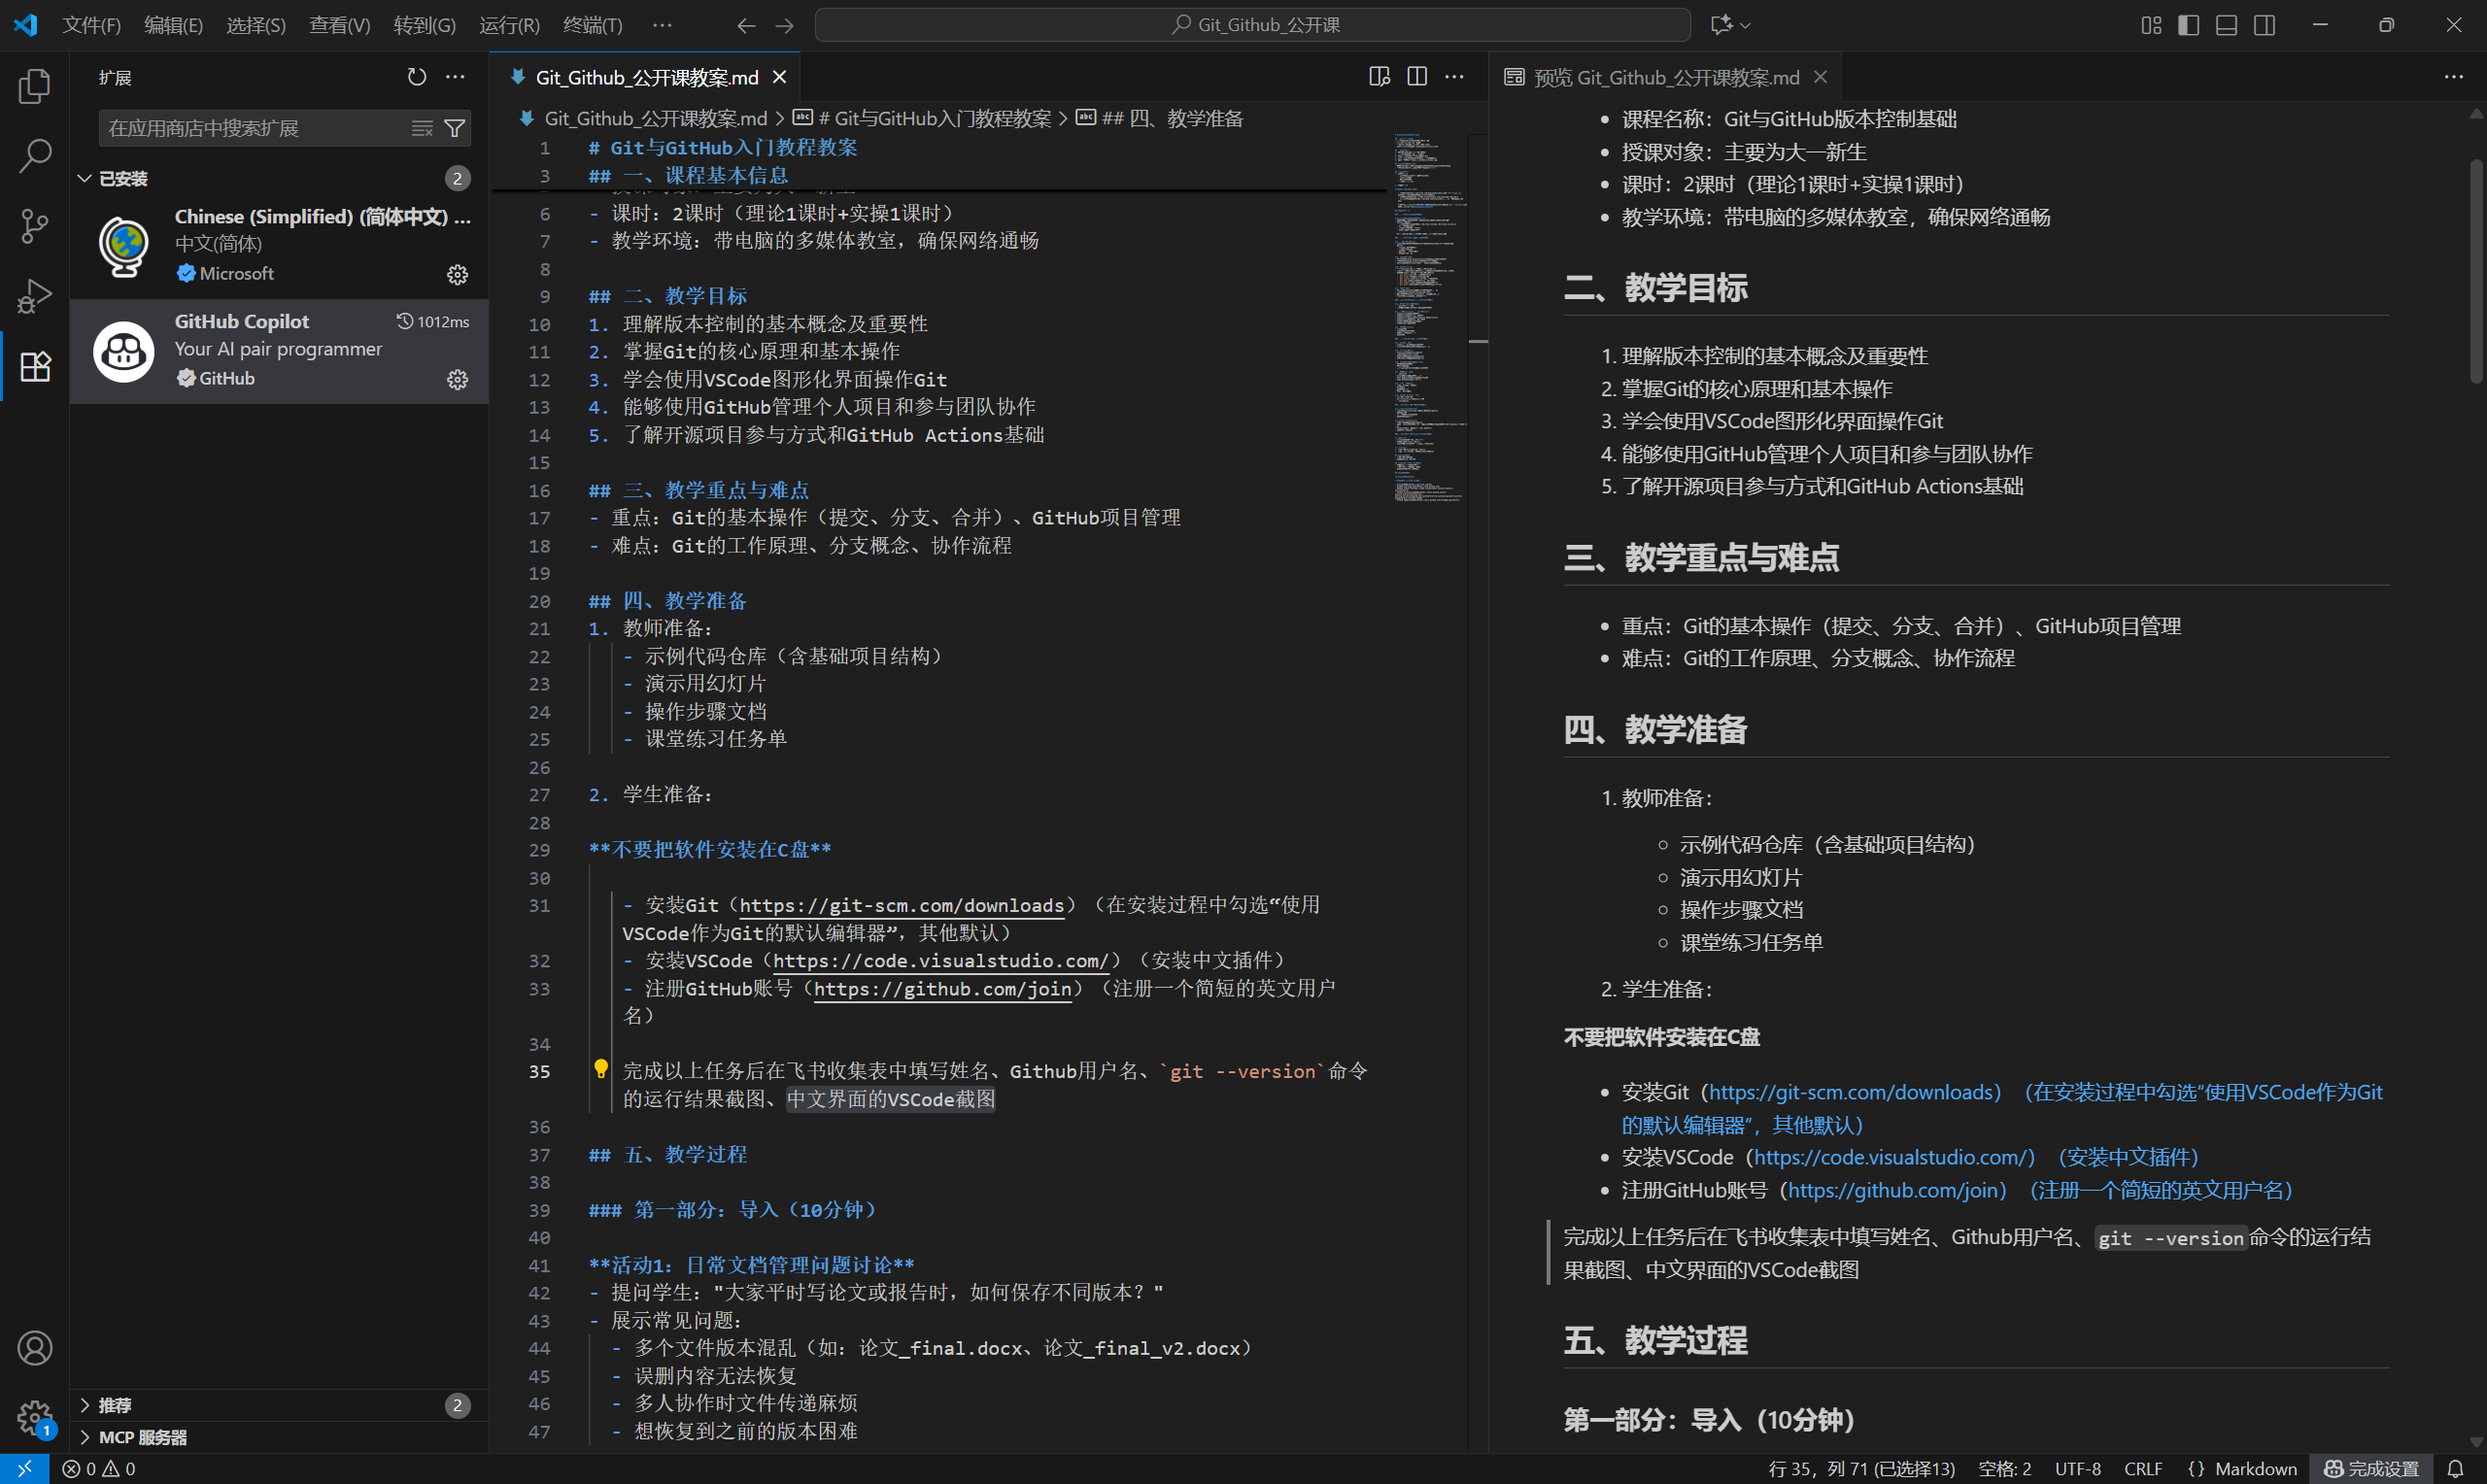 文件(F) 编辑(E) 选择(S) 查看(V) 转到(G) 运行(R) 终端(T) ···
Git_Github_公开课
扩展
在应用商店中搜索扩展
已安装 2
Chinese (Simplified) (简体中文) ...
中文(简体)
Microsoft
GitHub Copilot 1012ms
Your AI pair programmer
GitHub
推荐 2
MCP 服务器
1
Git_Github_公开课教案.md
Git_Github_公开课教案.md > # Git与GitHub入门教程教案 > ## 四、教学准备
1 # Git与GitHub入门教程教案
3 ## 一、课程基本信息
6 - 课时：2课时（理论1课时+实操1课时）
7 - 教学环境：带电脑的多媒体教室，确保网络通畅
8
9 ## 二、教学目标
10 1. 理解版本控制的基本概念及重要性
11 2. 掌握Git的核心原理和基本操作
12 3. 学会使用VSCode图形化界面操作Git
13 4. 能够使用GitHub管理个人项目和参与团队协作
14 5. 了解开源项目参与方式和GitHub Actions基础
15
16 ## 三、教学重点与难点
17 - 重点：Git的基本操作（提交、分支、合并）、GitHub项目管理
18 - 难点：Git的工作原理、分支概念、协作流程
19
20 ## 四、教学准备
21 1. 教师准备：
22 - 示例代码仓库（含基础项目结构）
23 - 演示用幻灯片
24 - 操作步骤文档
25 - 课堂练习任务单
26
27 2. 学生准备：
28
29 **不要把软件安装在C盘**
30
31 - 安装Git（https://git-scm.com/downloads）（在安装过程中勾选“使用
VSCode作为Git的默认编辑器”，其他默认）
32 - 安装VSCode（https://code.visualstudio.com/）（安装中文插件）
33 - 注册GitHub账号（https://github.com/join）（注册一个简短的英文用户
名）
34
35 完成以上任务后在飞书收集表中填写姓名、Github用户名、`git --version`命令
的运行结果截图、中文界面的VSCode截图
36
37 ## 五、教学过程
38
39 ### 第一部分：导入（10分钟）
40
41 **活动1：日常文档管理问题讨论**
42 - 提问学生："大家平时写论文或报告时，如何保存不同版本？"
43 - 展示常见问题：
44 - 多个文件版本混乱（如：论文_final.docx、论文_final_v2.docx）
45 - 误删内容无法恢复
46 - 多人协作时文件传递麻烦
47 - 想恢复到之前的版本困难
预览 Git_Github_公开课教案.md
• 课程名称：Git与GitHub版本控制基础
• 授课对象：主要为大一新生
• 课时：2课时（理论1课时+实操1课时）
• 教学环境：带电脑的多媒体教室，确保网络通畅
二、教学目标
1. 理解版本控制的基本概念及重要性
2. 掌握Git的核心原理和基本操作
3. 学会使用VSCode图形化界面操作Git
4. 能够使用GitHub管理个人项目和参与团队协作
5. 了解开源项目参与方式和GitHub Actions基础
三、教学重点与难点
• 重点：Git的基本操作（提交、分支、合并）、GitHub项目管理
• 难点：Git的工作原理、分支概念、协作流程
四、教学准备
1. 教师准备：
○ 示例代码仓库（含基础项目结构）
○ 演示用幻灯片
○ 操作步骤文档
○ 课堂练习任务单
2. 学生准备：
不要把软件安装在C盘
• 安装Git（https://git-scm.com/downloads）（在安装过程中勾选“使用VSCode作为Git
的默认编辑器”，其他默认）
• 安装VSCode（https://code.visualstudio.com/）（安装中文插件）
• 注册GitHub账号（https://github.com/join）（注册一个简短的英文用户名）
完成以上任务后在飞书收集表中填写姓名、Github用户名、git --version命令的运行结
果截图、中文界面的VSCode截图
五、教学过程
第一部分：导入（10分钟）
0 0
行 35，列 71 (已选择13) 空格: 2 UTF-8 CRLF {} Markdown 完成设置